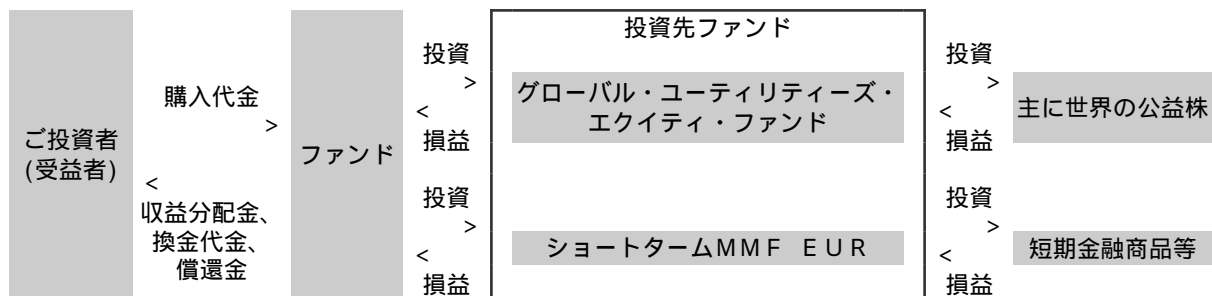 ご投資者
(受益者)
購入代金
>
<
収益分配金、
換金代金、
償還金
ファンド
投資
>
<
損益
投資
>
<
損益
投資先ファンド
グローバル・ユーティリティーズ・
エクイティ・ファンド
ショートタームＭＭＦ　ＥＵＲ
投資
>
<
損益
投資
>
<
損益
主に世界の公益株
短期金融商品等